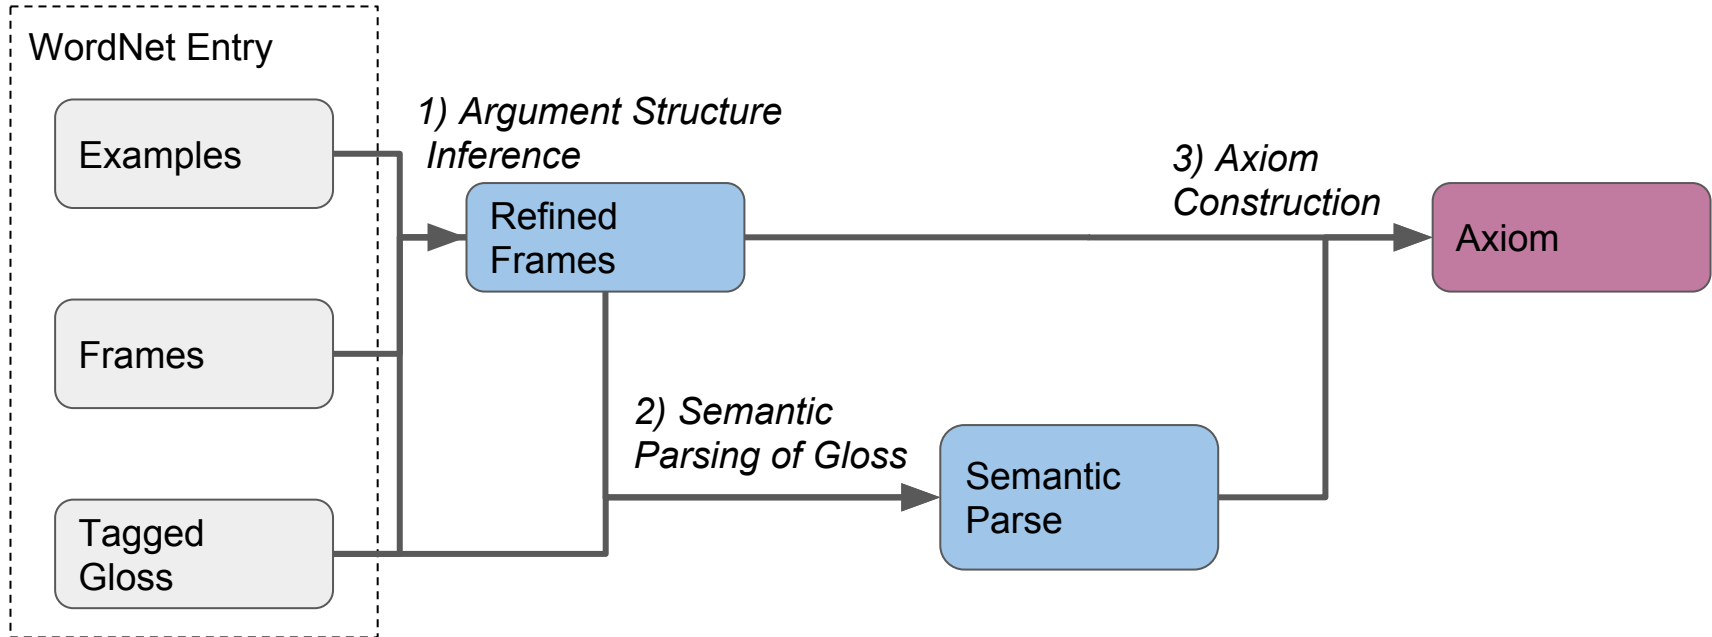 WordNet Entry
Examples
Frames
Tagged
Gloss
1) Argument Structure
Inference
Refined
Frames
2) Semantic
Parsing of Gloss
Semantic
Parse
3) Axiom
Construction
Axiom